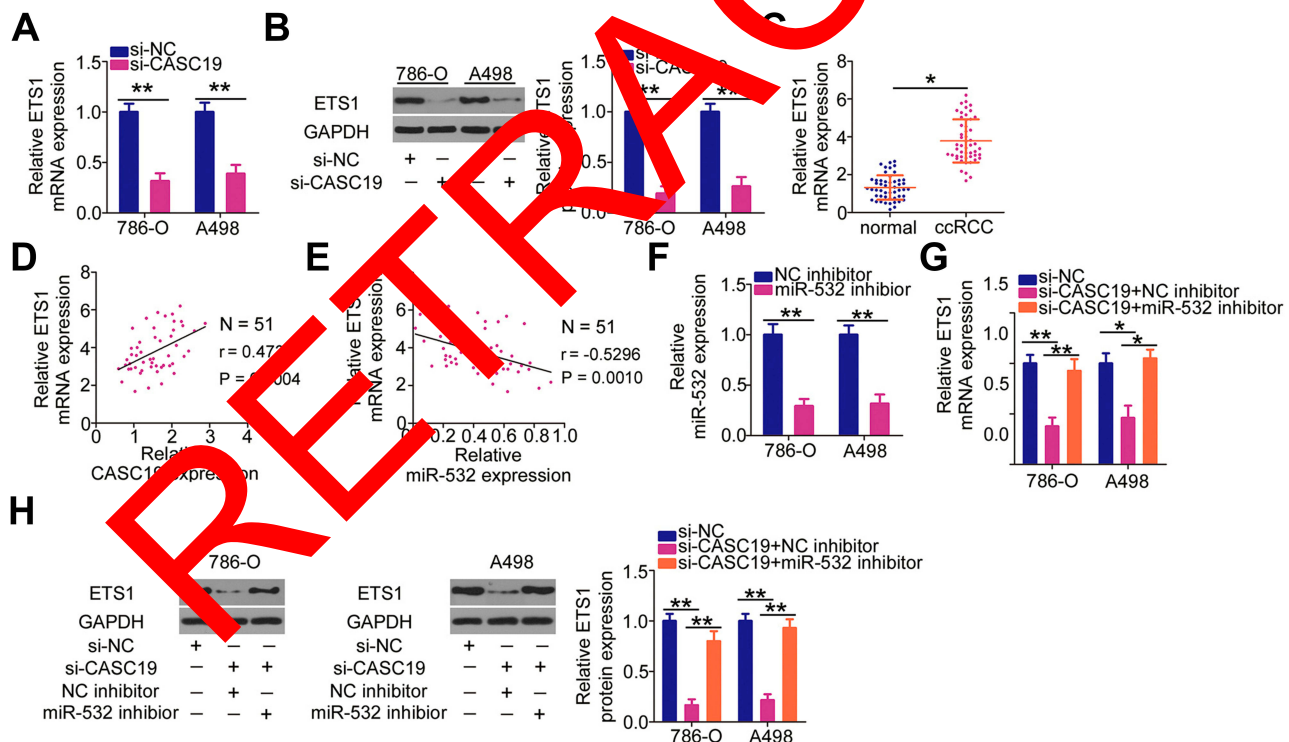 A
si-NC
si-CASC19
Relative ETS1
mRNA expression
1.5
1.0
0.5
0.0
** **
786-O A498
B
786-O A498
ETS1
GAPDH
si-NC + — + —
si-CASC19 — + — +
1.5
0.5
**
786-O A498
Relative ETS1
mRNA expression
8
6
4
2
0
*
normal ccRCC
D
Relative ETS1
mRNA expression
8
6
4
2
0
0 1 2 3 4
N = 51
CASC19 expression
E
mRNA expression
6
4
2
0
0.2 0.4 0.6 0.8 1.0
Relative
miR-532 expression
N = 51
r = -0.5296
P = 0.0010
F
NC inhibitor
miR-532 inhibior
Relative
miR-532 expression
1.5
1.0
0.5
0.0
** **
786-O A498
G
si-NC
si-CASC19+NC inhibitor
si-CASC19+miR-532 inhibitor
Relative ETS1
mRNA expression
1.5
1.0
0.5
0.0
** ** * *
786-O A498
H
786-O
ETS1
GAPDH
si-NC + — —
si-CASC19 — + +
NC inhibitor — + —
miR-532 inhibior — — +
A498
ETS1
GAPDH
si-NC + — —
si-CASC19 — + +
NC inhibitor — + —
miR-532 inhibior — — +
si-NC
si-CASC19+NC inhibitor
si-CASC19+miR-532 inhibitor
Relative ETS1
protein expression
1.5
1.0
0.5
0.0
** ** ** **
786-O A498